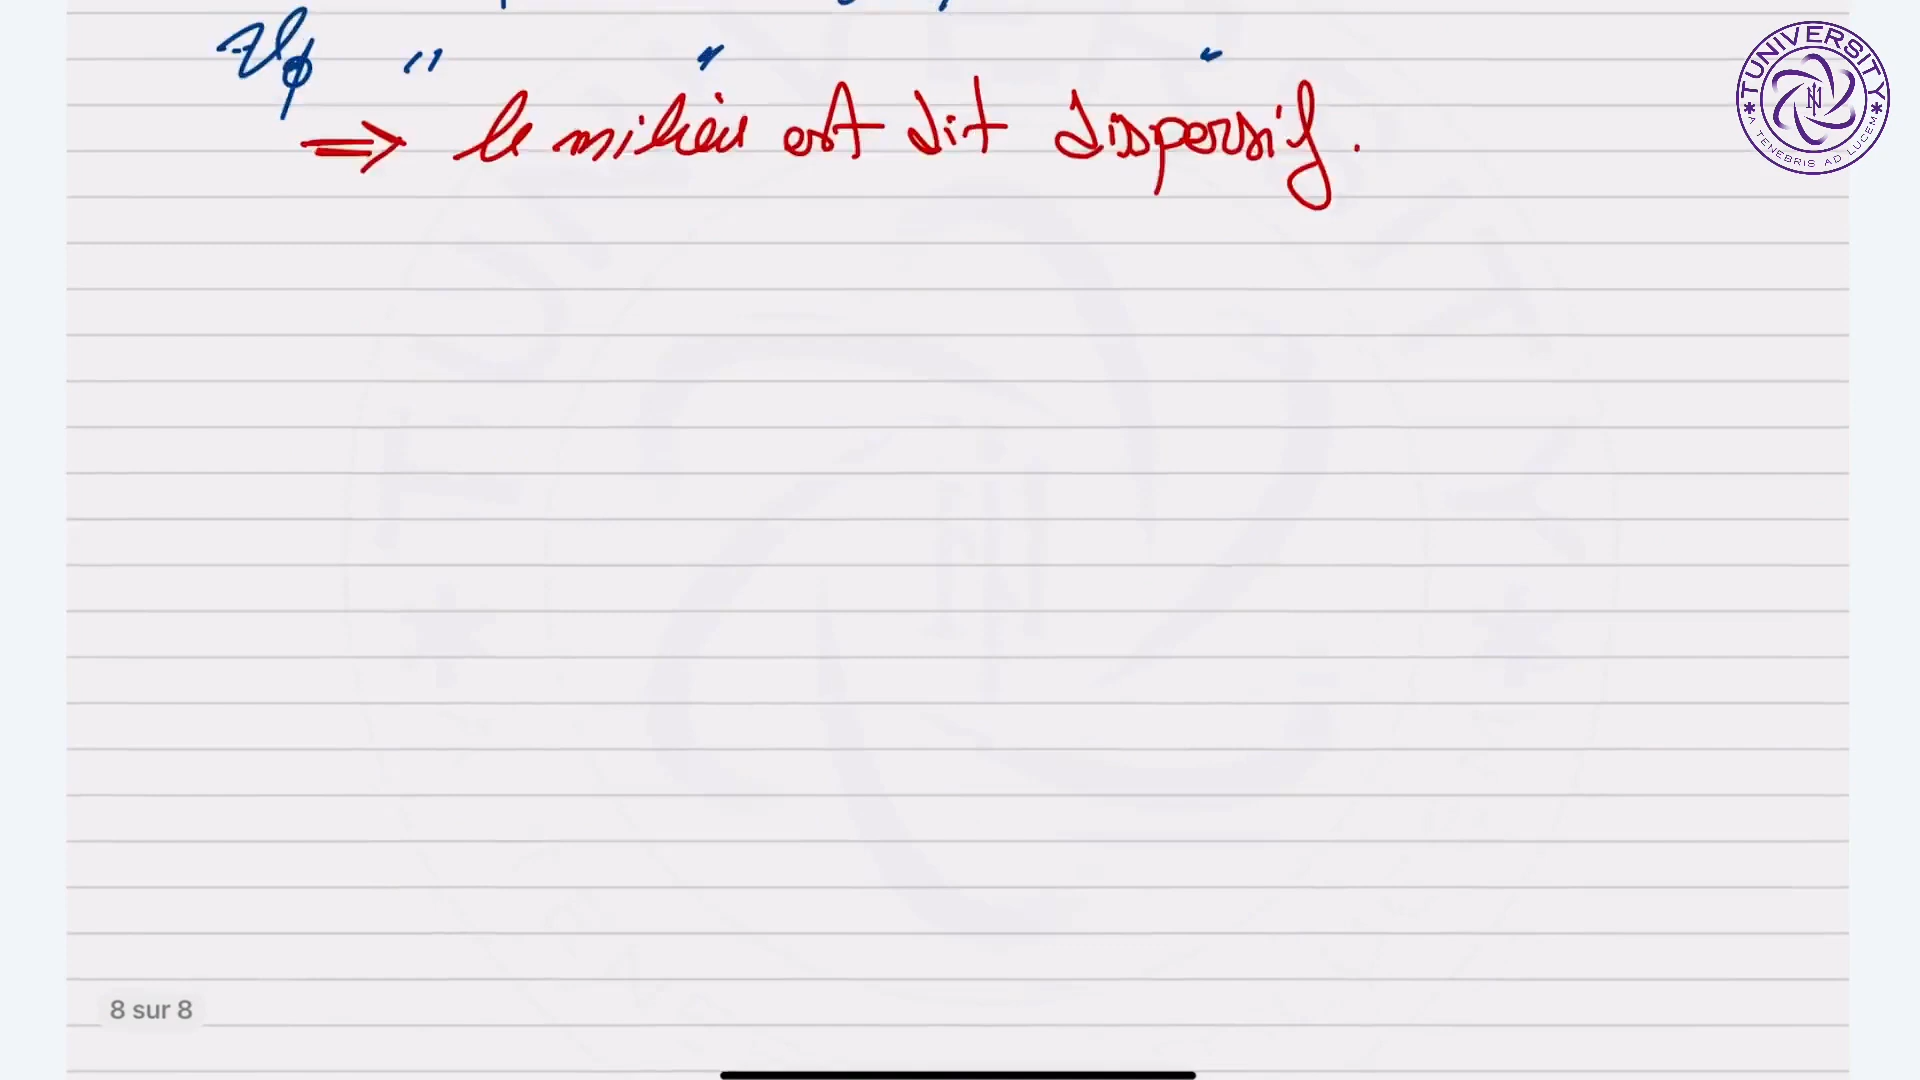 𝒱ϕ " " "
⇒ le milieu est dit dispersif.
TUNIVERSITY
A TENEBRIS AD LUCEM
8 sur 8